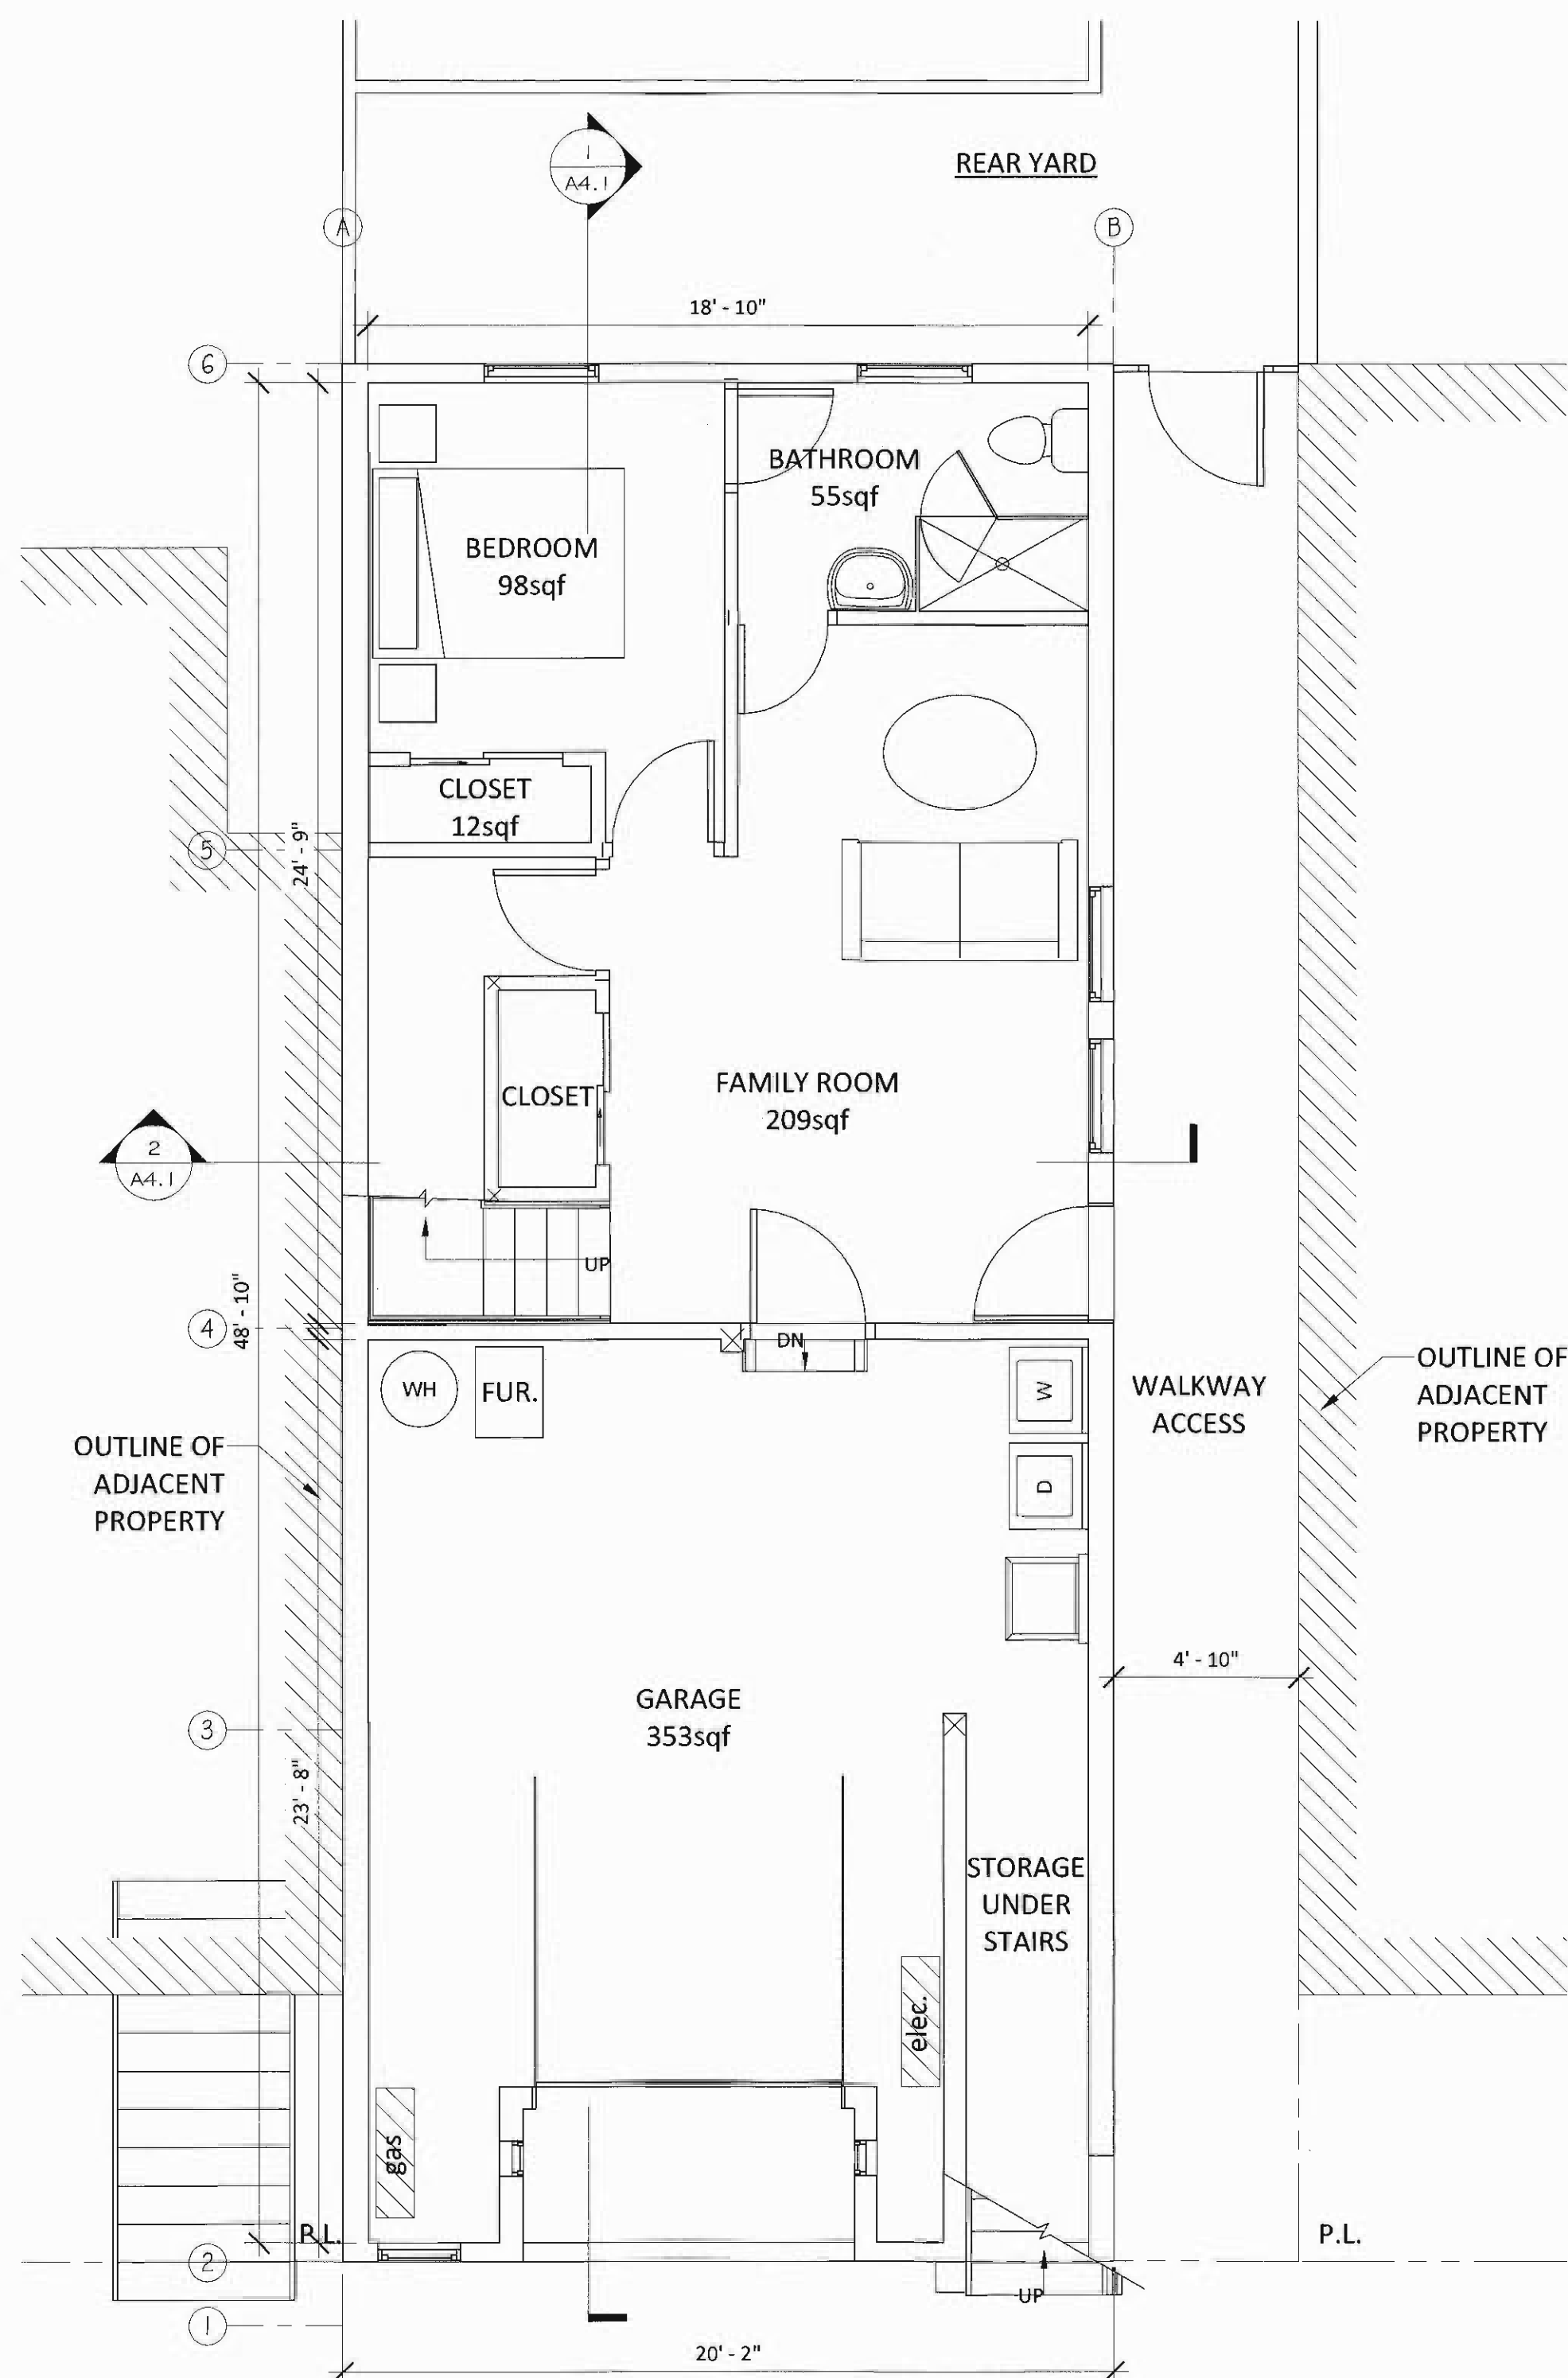 REAR YARD
1
A4.1
A
B
18' - 10"
6
BATHROOM
55sqf
BEDROOM
98sqf
CLOSET
12sqf
5
24' - 9"
FAMILY ROOM
209sqf
CLOSET
2
A4.1
UP
48' - 10"
4
DN
WH
FUR.
W
D
WALKWAY
ACCESS
OUTLINE OF
ADJACENT
PROPERTY
OUTLINE OF
ADJACENT
PROPERTY
4' - 10"
GARAGE
353sqf
3
23' - 8"
STORAGE
UNDER
STAIRS
elec.
gas
P.L.
P.L.
2
UP
1
20' - 2"